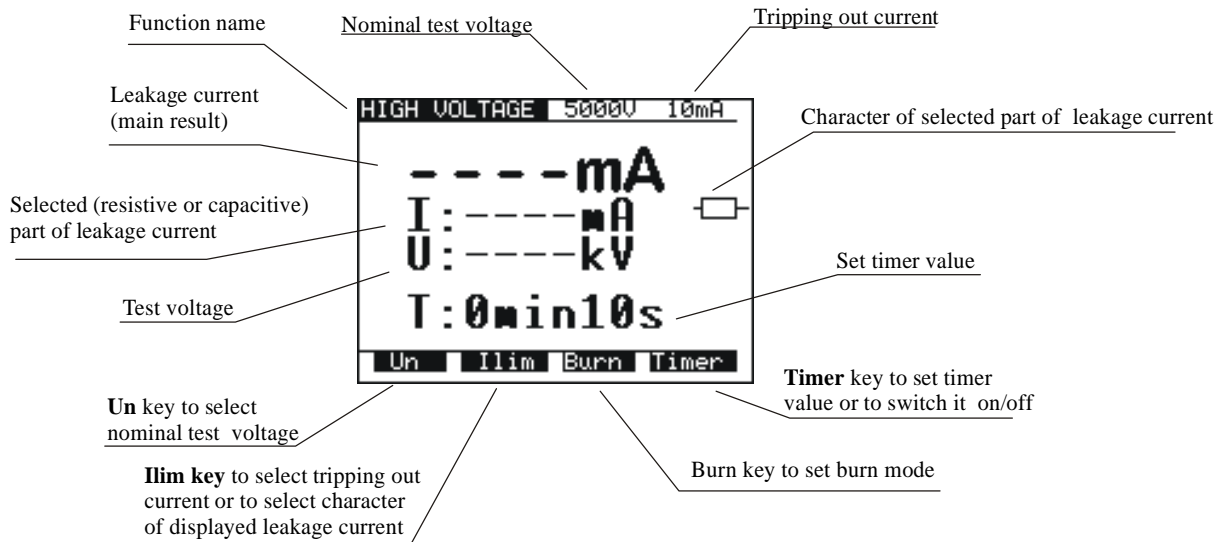 Function name
Nominal test voltage
Tripping out current
Leakage current
(main result)
Character of selected part of leakage current
Selected (resistive or capacitive)
part of leakage current
Test voltage
HIGH VOLTAGE 5000V 10mA
----mA
I:----mA
U:----kV
T:0min10s
Un Ilim Burn Timer
Set timer value
Timer key to set timer
value or to switch it on/off
Un key to select
nominal test voltage
Ilim key to select tripping out
current or to select character
of displayed leakage current
Burn key to set burn mode